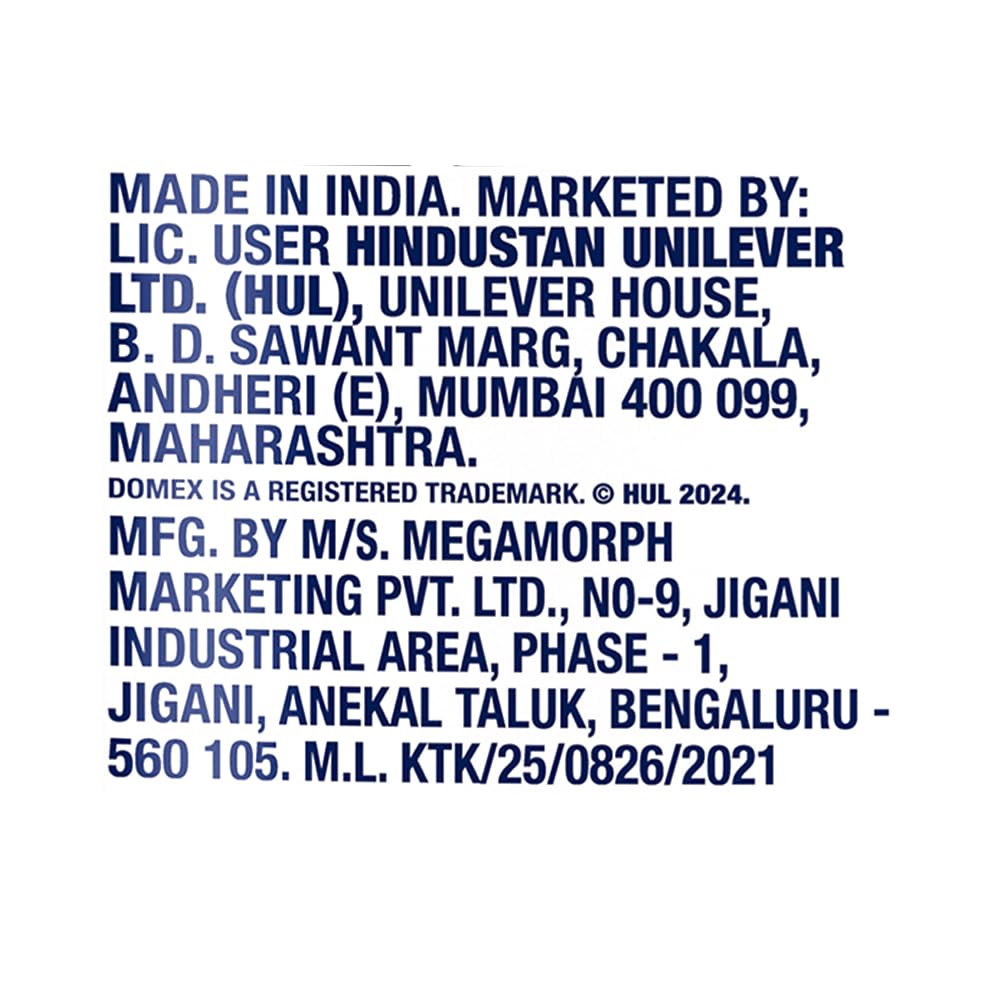 MADE IN INDIA. MARKETED BY:
LIC. USER HINDUSTAN UNILEVER
LTD. (HUL), UNILEVER HOUSE,
B. D. SAWANT MARG, CHAKALA,
ANDHERI (E), MUMBAI 400 099,
MAHARASHTRA.
DOMEX IS A REGISTERED TRADEMARK. © HUL 2024.
MFG. BY M/S. MEGAMORPH
MARKETING PVT. LTD., NO-9, JIGANI
INDUSTRIAL AREA, PHASE - 1,
JIGANI, ANEKAL TALUK, BENGALURU -
560 105. M.L. KTK/25/0826/2021